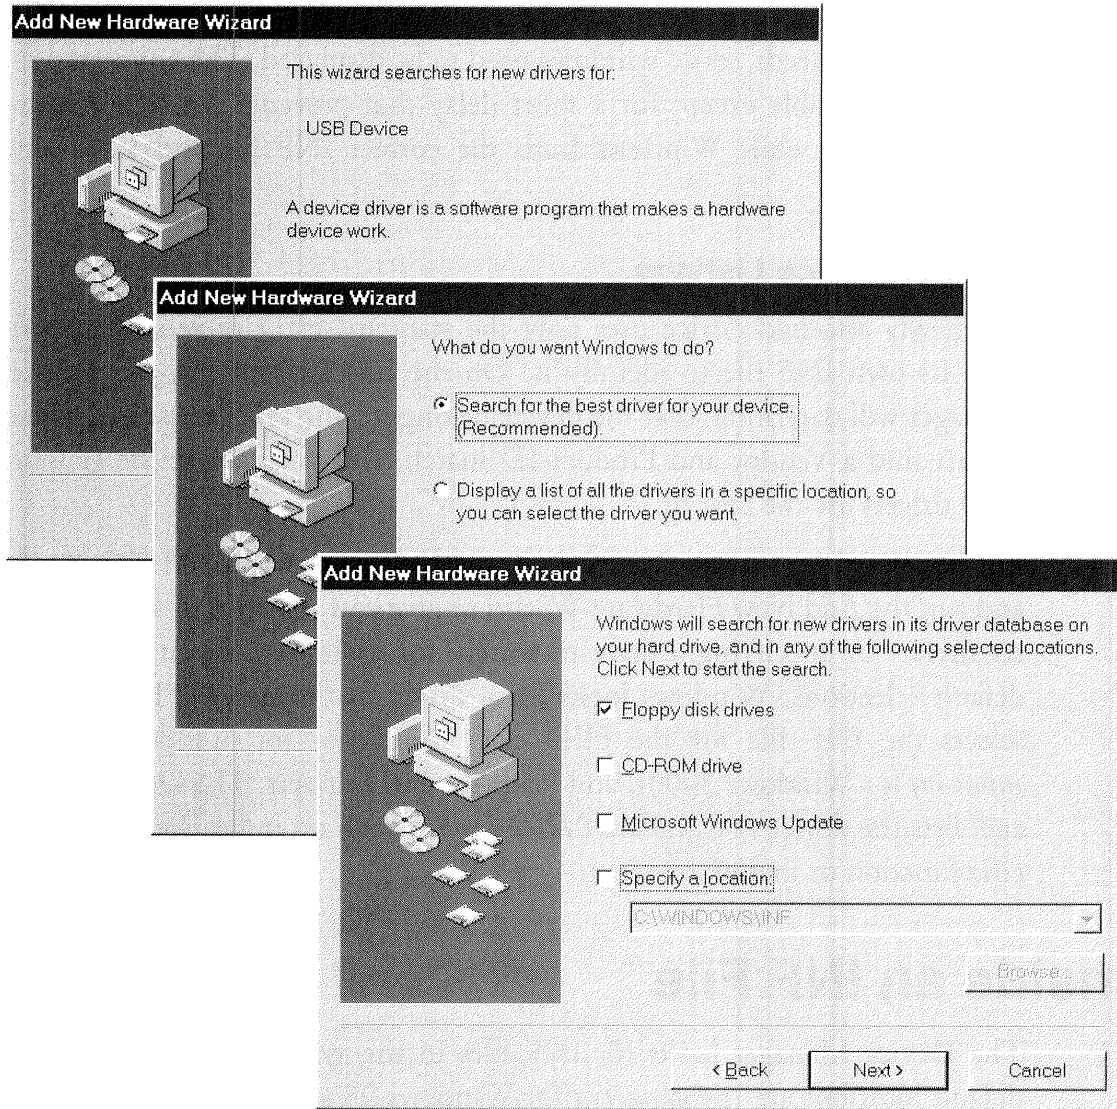 Add New Hardware Wizard
This wizard searches for new drivers for:
USB Device
A device driver is a software program that makes a hardware
device work.
Add New Hardware Wizard
What do you want Windows to do?
Search for the best driver for your device.
(Recommended).
Display a list of all the drivers in a specific location, so
you can select the driver you want.
Add New Hardware Wizard
Windows will search for new drivers in its driver database on
your hard drive, and in any of the following selected locations.
Click Next to start the search.
Floppy disk drives
CD-ROM drive
Microsoft Windows Update
Specify a location:
C:\WINDOWS\INF
Browse...
< Back
Next >
Cancel